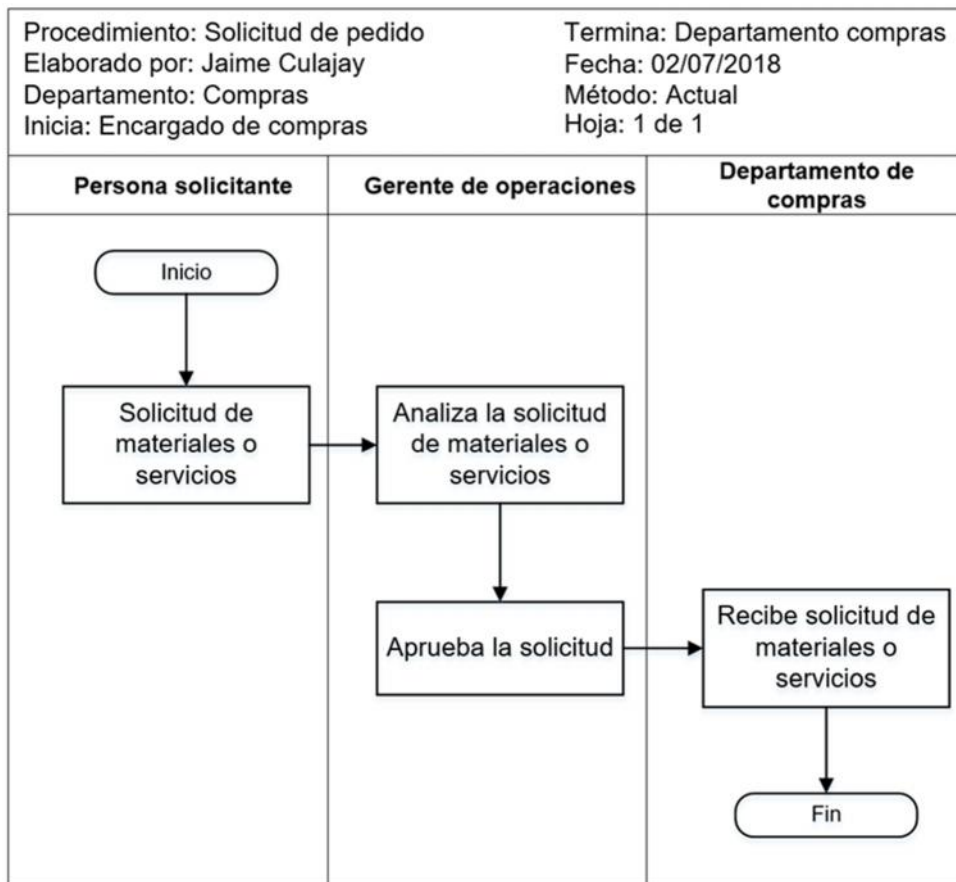 Procedimiento: Solicitud de pedido
Elaborado por: Jaime Culajay
Departamento: Compras
Inicia: Encargado de compras
Termina: Departamento compras
Fecha: 02/07/2018
Método: Actual
Hoja: 1 de 1
Persona solicitante
Gerente de operaciones
Departamento de
compras
Inicio
Solicitud de
materiales o
servicios
Analiza la solicitud
de materiales o
servicios
Aprueba la solicitud
Recibe solicitud de
materiales o
servicios
Fin